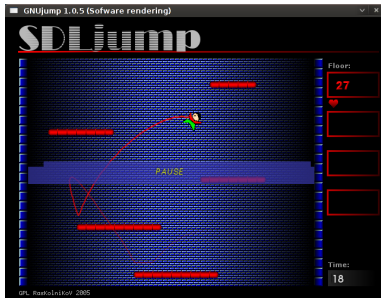 GNUjump 1.0.5 (Sofware rendering)
SDLjump
Floor:
27
PAUSE
Time:
18
GPL RasKolniKoV 2005